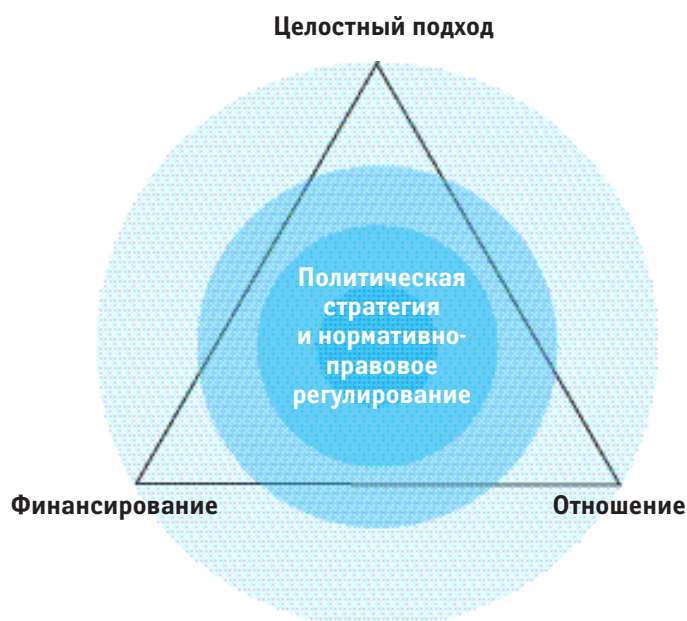 Целостный подход
Политическая
стратегия
и нормативно-
правовое
регулирование
Финансирование
Отношение